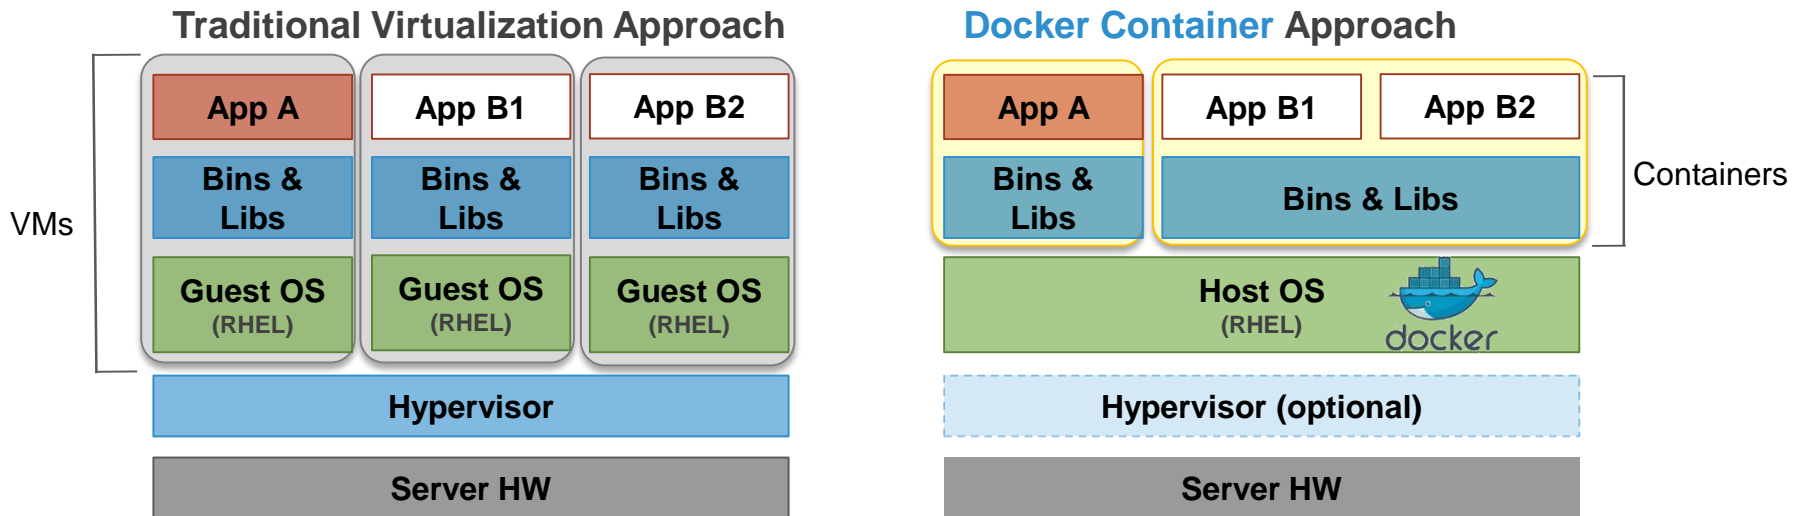 Traditional Virtualization Approach
VMs
App A
App B1
App B2
Bins &
Libs
Bins &
Libs
Bins &
Libs
Guest OS
(RHEL)
Guest OS
(RHEL)
Guest OS
(RHEL)
Hypervisor
Server HW
Docker Container Approach
App A
App B1
App B2
Bins &
Libs
Bins & Libs
Containers
Host OS
(RHEL)
docker
Hypervisor (optional)
Server HW